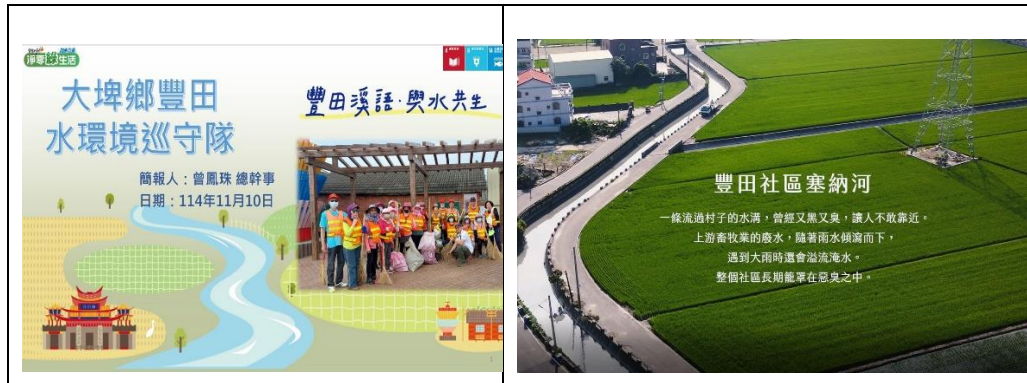 淨零綠生活
大埤鄉豐田
水環境巡守隊
豐田溪語·與水共生
簡報人：曾鳳珠 總幹事
日期：114年11月10日
豐田社區塞納河
一條流過村子的水溝，曾經又黑又臭，讓人不敢靠近。
上游畜牧業的廢水，隨著雨水傾瀉而下，
遇到大雨時還會溢流淹水。
整個社區長期籠罩在惡臭之中。